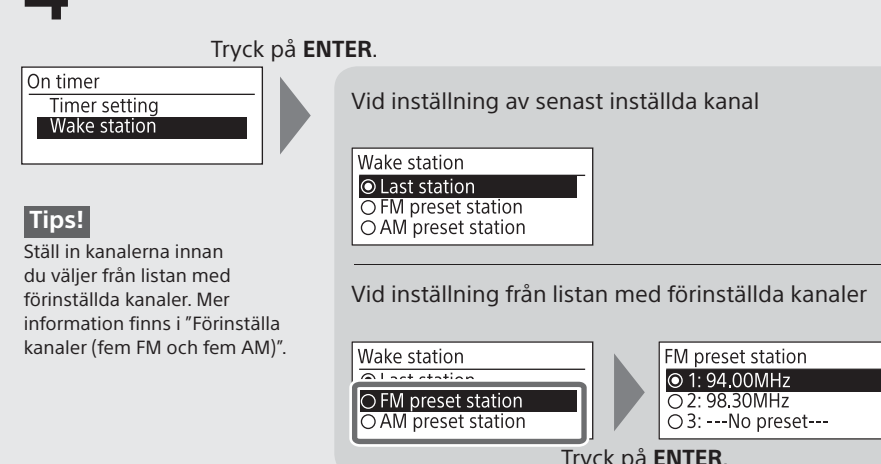 4
Tryck på ENTER.
On timer
Timer setting
Wake station
Tips!
Ställ in kanalerna innan
du väljer från listan med
förinställda kanaler. Mer
information finns i ”Förinställa
kanaler (fem FM och fem AM)”.
Vid inställning av senast inställda kanal
Wake station
Last station
FM preset station
AM preset station
Vid inställning från listan med förinställda kanaler
Wake station
Last station
FM preset station
AM preset station
FM preset station
1: 94.00MHz
2: 98.30MHz
3: ---No preset---
Tryck på ENTER.